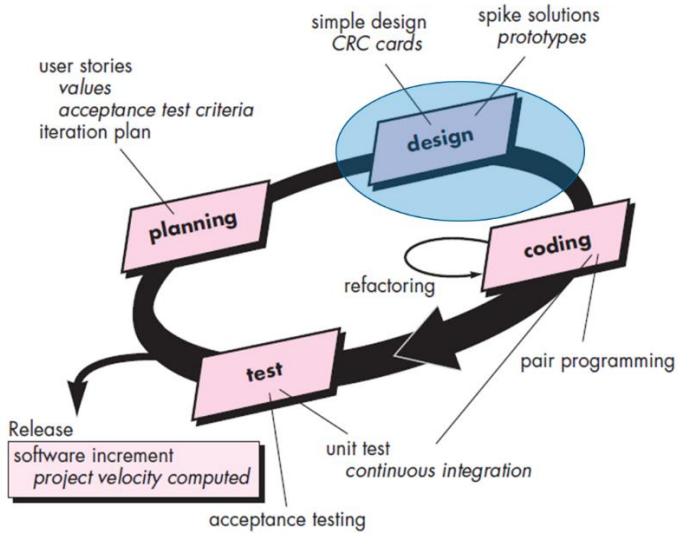 simple design
CRC cards
spike solutions
prototypes
user stories
values
acceptance test criteria
iteration plan
design
planning
coding
refactoring
test
pair programming
Release
software increment
project velocity computed
unit test
continuous integration
acceptance testing